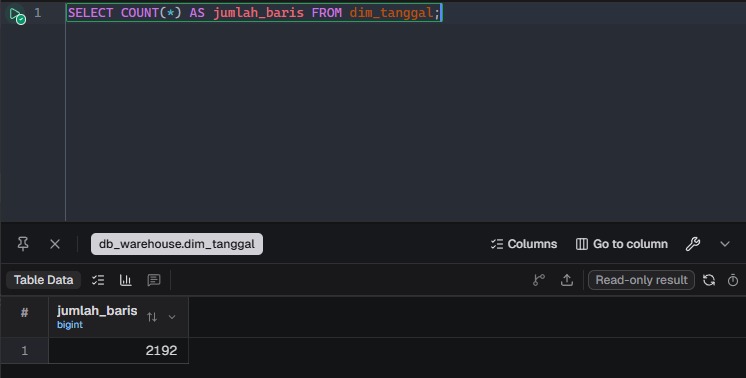 1 SELECT COUNT(*) AS jumlah_baris FROM dim_tanggal;
db_warehouse.dim_tanggal Columns Go to column
Table Data Read-only result
# jumlah_baris
bigint
1 2192